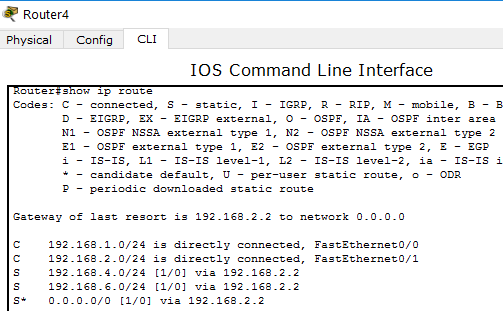 Router4
Physical Config CLI
IOS Command Line Interface
Router#show ip route
Codes: C - connected, S - static, I - IGRP, R - RIP, M - mobile, B - B
D - EIGRP, EX - EIGRP external, O - OSPF, IA - OSPF inter area
N1 - OSPF NSSA external type 1, N2 - OSPF NSSA external type 2
E1 - OSPF external type 1, E2 - OSPF external type 2, E - EGP
i - IS-IS, L1 - IS-IS level-1, L2 - IS-IS level-2, ia - IS-IS i
* - candidate default, U - per-user static route, o - ODR
P - periodic downloaded static route
Gateway of last resort is 192.168.2.2 to network 0.0.0.0
C 192.168.1.0/24 is directly connected, FastEthernet0/0
C 192.168.2.0/24 is directly connected, FastEthernet0/1
S 192.168.4.0/24 [1/0] via 192.168.2.2
S 192.168.6.0/24 [1/0] via 192.168.2.2
S* 0.0.0.0/0 [1/0] via 192.168.2.2